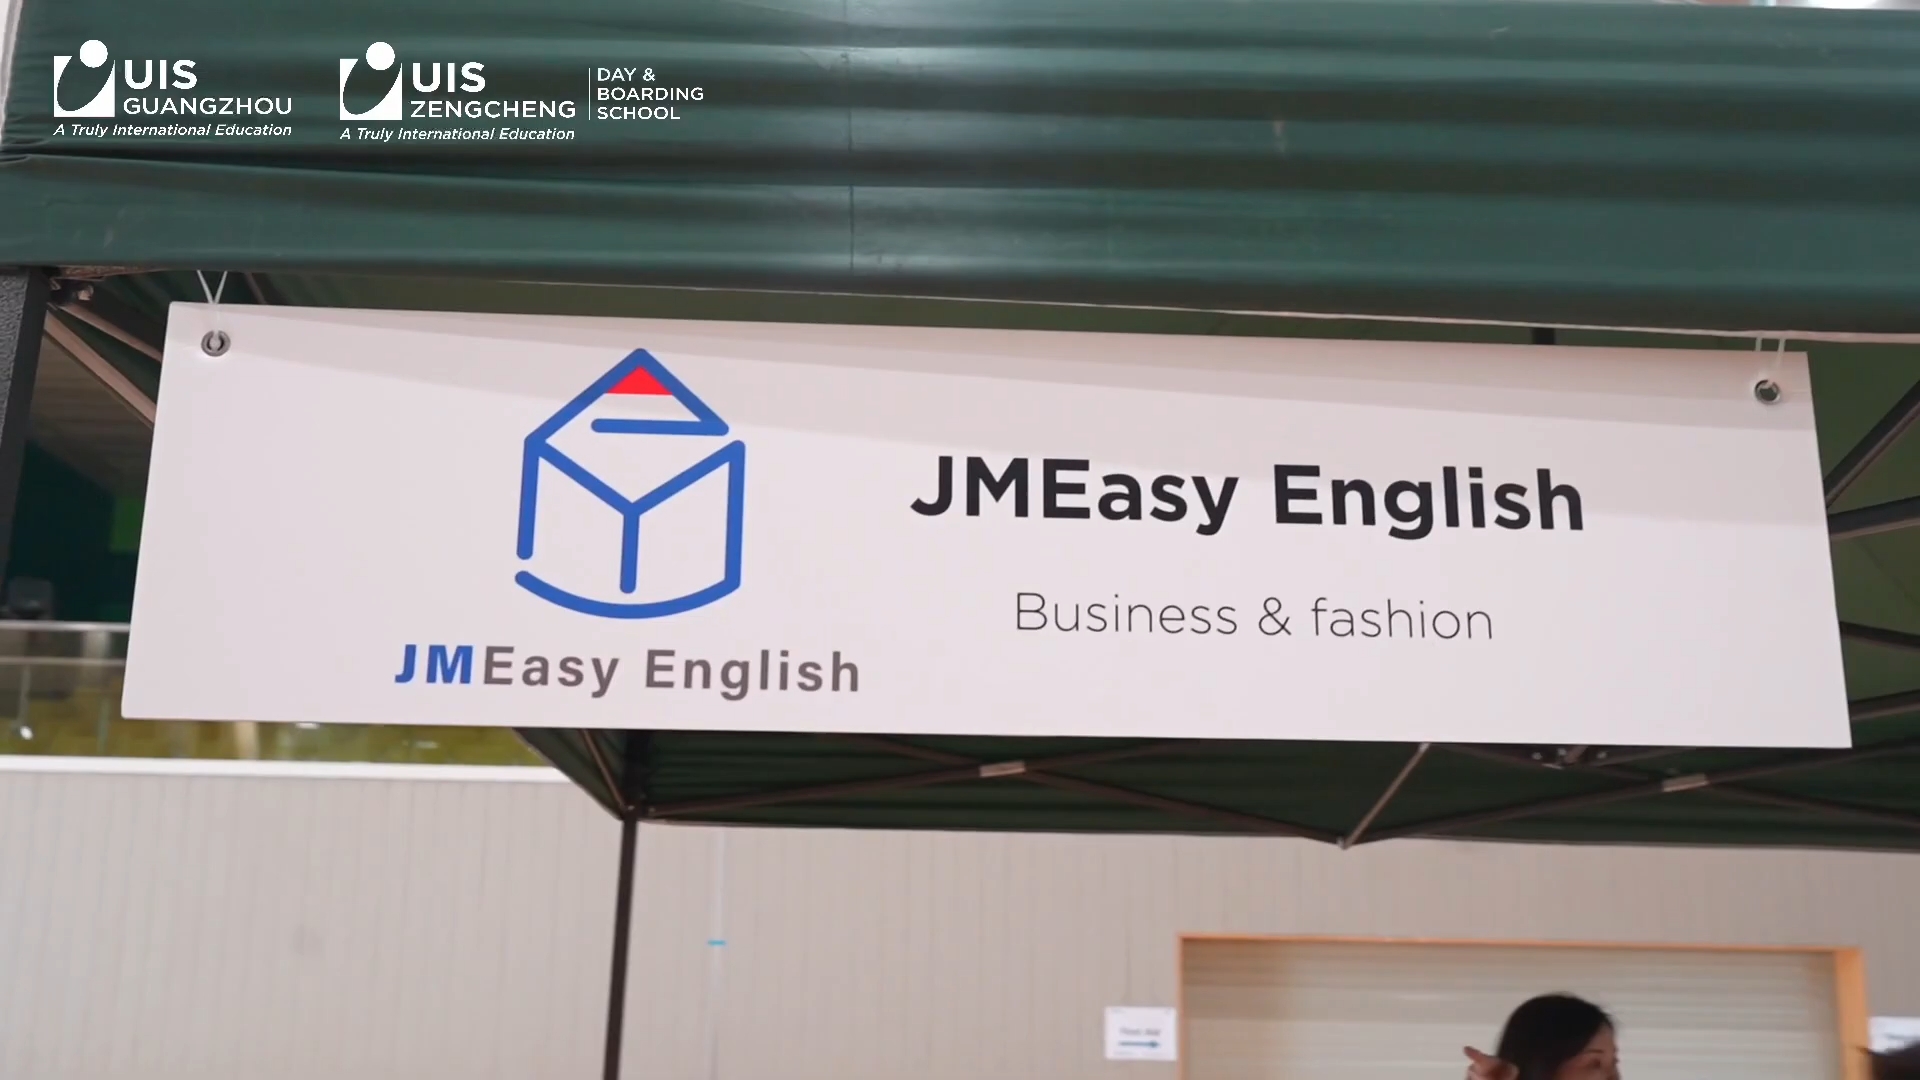 UIS
GUANGZHOU
A Truly International Education
UIS
ZENGCHENG
A Truly International Education
DAY &
BOARDING
SCHOOL
JMEasy English
JMEasy English
Business & fashion